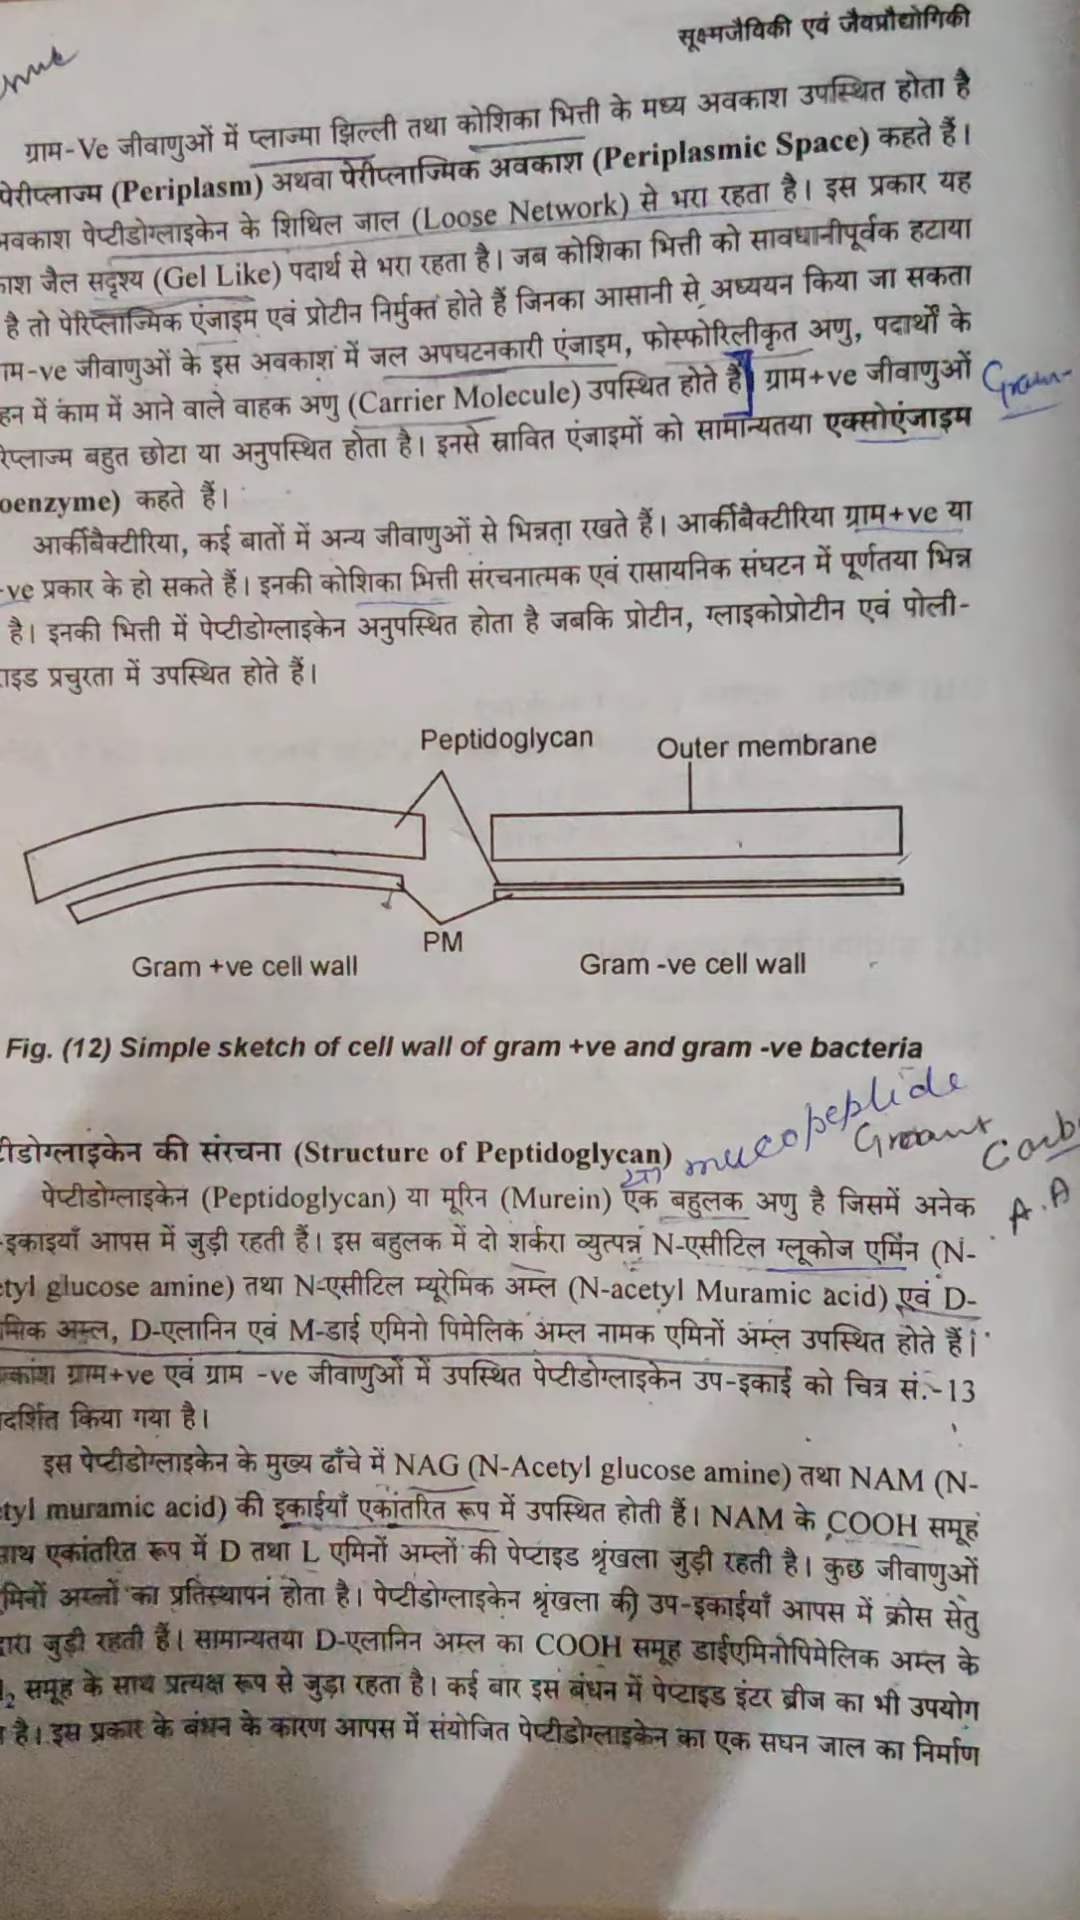 सूक्ष्मजैविकी एवं जैवप्रौद्योगिकी
ग्राम-Ve जीवाणुओं में प्लाज्मा झिल्ली तथा कोशिका भित्ती के मध्य अवकाश उपस्थित होता है
पेरीप्लाज्म (Periplasm) अथवा पेरीप्लाज्मिक अवकाश (Periplasmic Space) कहते हैं।
पेप्टीडोग्लाइकेन के शिथिल जाल (Loose Network) से भरा रहता है। इस प्रकार यह
जैल सदृश्य (Gel Like) पदार्थ से भरा रहता है। जब कोशिका भित्ती को सावधानीपूर्वक हटाया
है तो पेरिप्लाज्मिक एंजाइम एवं प्रोटीन निर्मुक्त होते हैं जिनका आसानी से अध्ययन किया जा सकता
-ve जीवाणुओं के इस अवकाश में जल अपघटनकारी एंजाइम, फोस्फोरिलीकृत अणु, पदार्थों के
में काम में आने वाले वाहक अणु (Carrier Molecule) उपस्थित होते हैं। ग्राम+ve जीवाणुओं
Gram-
बहुत छोटा या अनुपस्थित होता है। इनसे स्रावित एंजाइमों को सामान्यतया एक्सोएंजाइम
oenzyme) कहते हैं।
आर्कीबैक्टीरिया, कई बातों में अन्य जीवाणुओं से भिन्नता रखते हैं। आर्कीबैक्टीरिया ग्राम+ve या
-ve प्रकार के हो सकते हैं। इनकी कोशिका भित्ती संरचनात्मक एवं रासायनिक संघटन में पूर्णतया भिन्न
है। इनकी भित्ती में पेप्टीडोग्लाइकेन अनुपस्थित होता है जबकि प्रोटीन, ग्लाइकोप्रोटीन एवं पोली-
प्रचुरता में उपस्थित होते हैं।
Peptidoglycan
Outer membrane
PM
Gram +ve cell wall
Gram -ve cell wall
Fig. (12) Simple sketch of cell wall of gram +ve and gram -ve bacteria
की संरचना (Structure of Peptidoglycan)
या mucopeptide
पेप्टीडोग्लाइकेन (Peptidoglycan) या मूरिन (Murein) एक बहुलक अणु है जिसमें अनेक
A.A
-इकाइयाँ आपस में जुड़ी रहती हैं। इस बहुलक में दो शर्करा व्युत्पन्न N-एसीटिल ग्लूकोज एमिन (N-
tyl glucose amine) तथा N-एसीटिल म्यूरेमिक अम्ल (N-acetyl Muramic acid) एवं D-
अम्ल, D-एलानिन एवं M-डाई एमिनो पिमेलिक अम्ल नामक एमिनों अम्ल उपस्थित होते हैं।
ग्राम+ve एवं ग्राम -ve जीवाणुओं में उपस्थित पेप्टीडोग्लाइकेन उप-इकाई को चित्र सं.-13
किया गया है।
इस पेप्टीडोग्लाइकेन के मुख्य ढाँचे में NAG (N-Acetyl glucose amine) तथा NAM (N-
tyl muramic acid) की इकाईयाँ एकांतरित रूप में उपस्थित होती हैं। NAM के COOH समूह
एकांतरित रूप में D तथा L एमिनों अम्लों की पेप्टाइड श्रृंखला जुड़ी रहती है। कुछ जीवाणुओं
अम्लों का प्रतिस्थापन होता है। पेप्टीडोग्लाइकेन श्रृंखला की उप-इकाईयाँ आपस में क्रोस सेतु
जुड़ी रहती हैं। सामान्यतया D-एलानिन अम्ल का COOH समूह डाईएमिनोपिमेलिक अम्ल के
समूह के साथ प्रत्यक्ष रूप से जुड़ा रहता है। कई बार इस बंधन में पेप्टाइड इंटर ब्रीज का भी उपयोग
है। इस प्रकार के बंधन के कारण आपस में संयोजित पेप्टीडोग्लाइकेन का एक सघन जाल का निर्माण